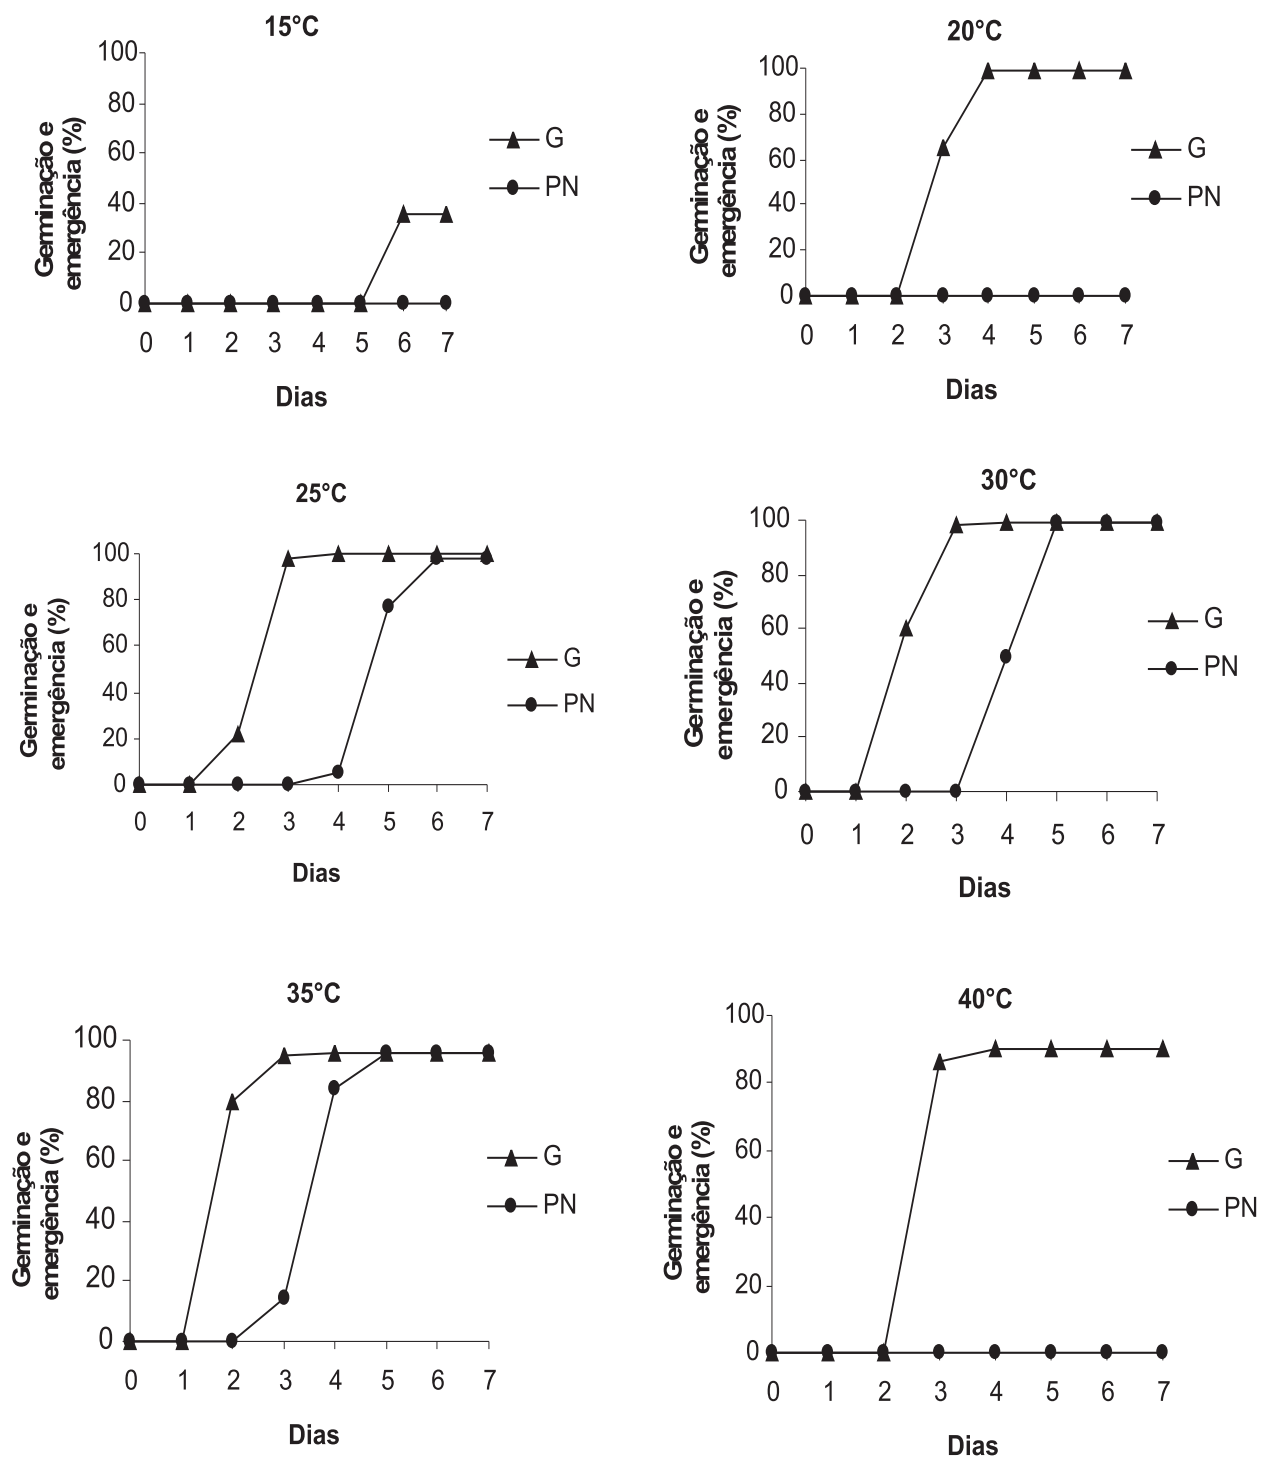 15°C
Germinação e
emergência (%)
100
80
60
40
20
0
0 1 2 3 4 5 6 7
Dias
G
PN
20°C
Germinação e
emergência (%)
100
80
60
40
20
0
0 1 2 3 4 5 6 7
Dias
G
PN
25°C
Germinação e
emergência (%)
100
80
60
40
20
0
0 1 2 3 4 5 6 7
Dias
G
PN
30°C
Germinação e
emergência (%)
100
80
60
40
20
0
0 1 2 3 4 5 6 7
Dias
G
PN
35°C
Germinação e
emergência (%)
100
80
60
40
20
0
0 1 2 3 4 5 6 7
Dias
G
PN
40°C
Germinação e
emergência (%)
100
80
60
40
20
0
0 1 2 3 4 5 6 7
Dias
G
PN